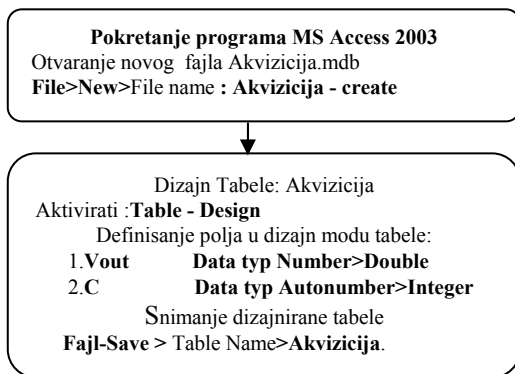 Pokretanje programa MS Access 2003
Otvaranje novog fajla Akvizicija.mdb
File>New>File name : Akvizicija - create
Dizajn Tabele: Akvizicija
Aktivirati :Table - Design
Definisanje polja u dizajn modu tabele:
1.Vout Data typ Number>Double
2.C Data typ Autonumber>Integer
Snimanje dizajnirane tabele
Fajl-Save > Table Name>Akvizicija.